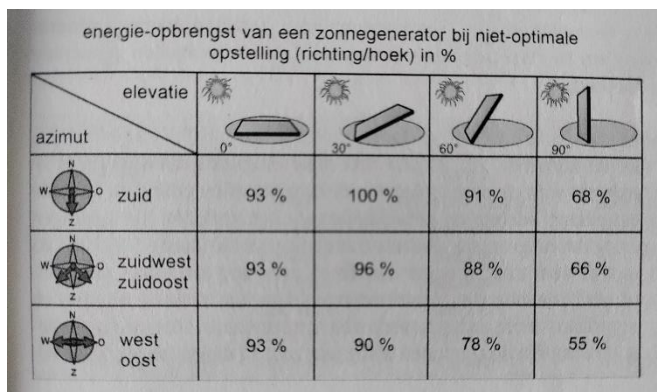 energie-opbrengst van een zonnegenerator bij niet-optimale
opstelling (richting/hoek) in %
elevatie
azimut
0°
30°
60°
90°
N
W
O
Z
zuid
93 %
100 %
91 %
68 %
N
W
O
Z
zuidwest
zuidoost
93 %
96 %
88 %
66 %
N
W
O
Z
west
oost
93 %
90 %
78 %
55 %